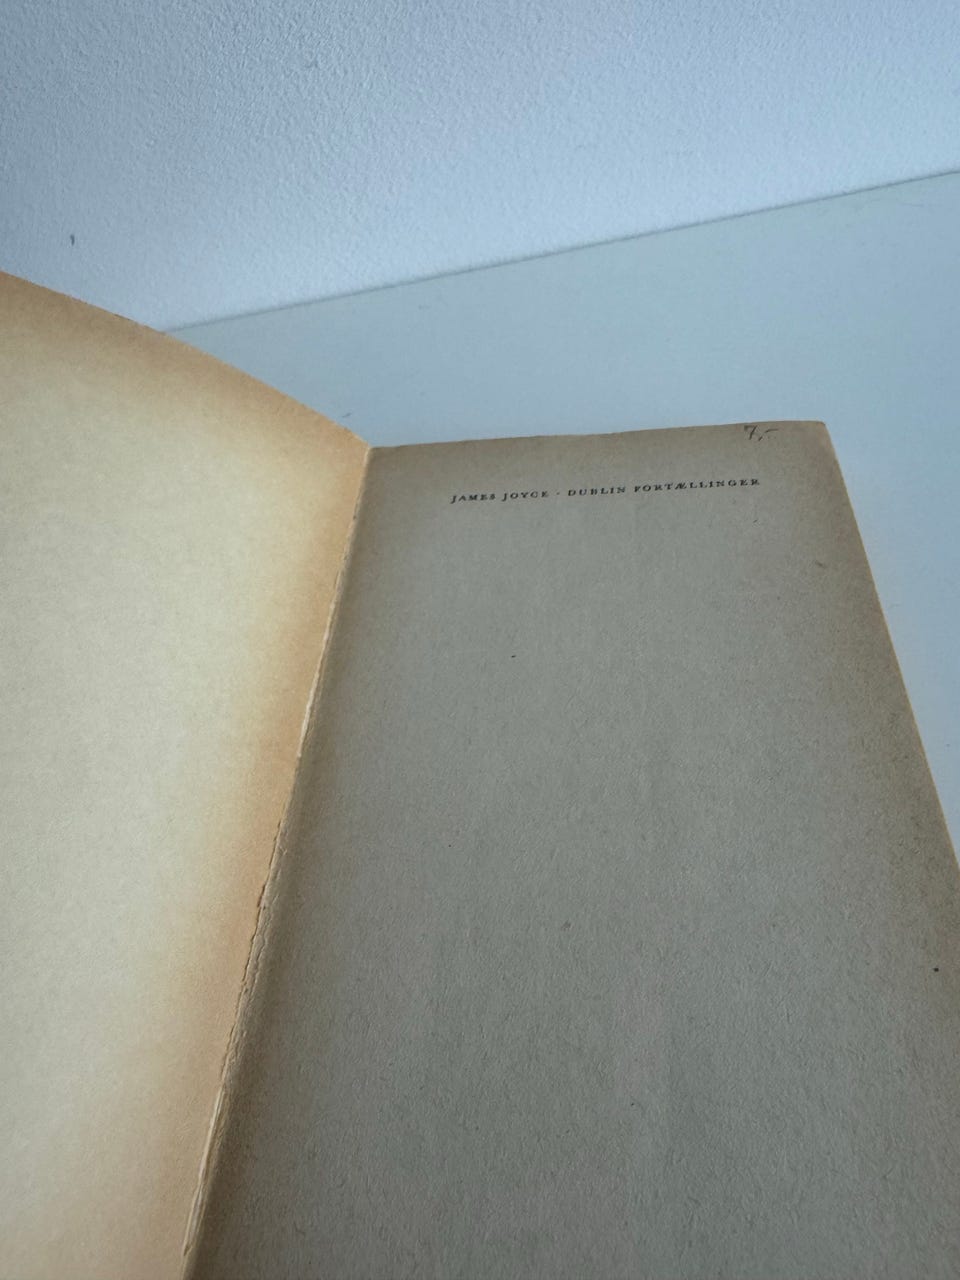 7,-
JAMES JOYCE · DUBLIN FORTÆLLINGER